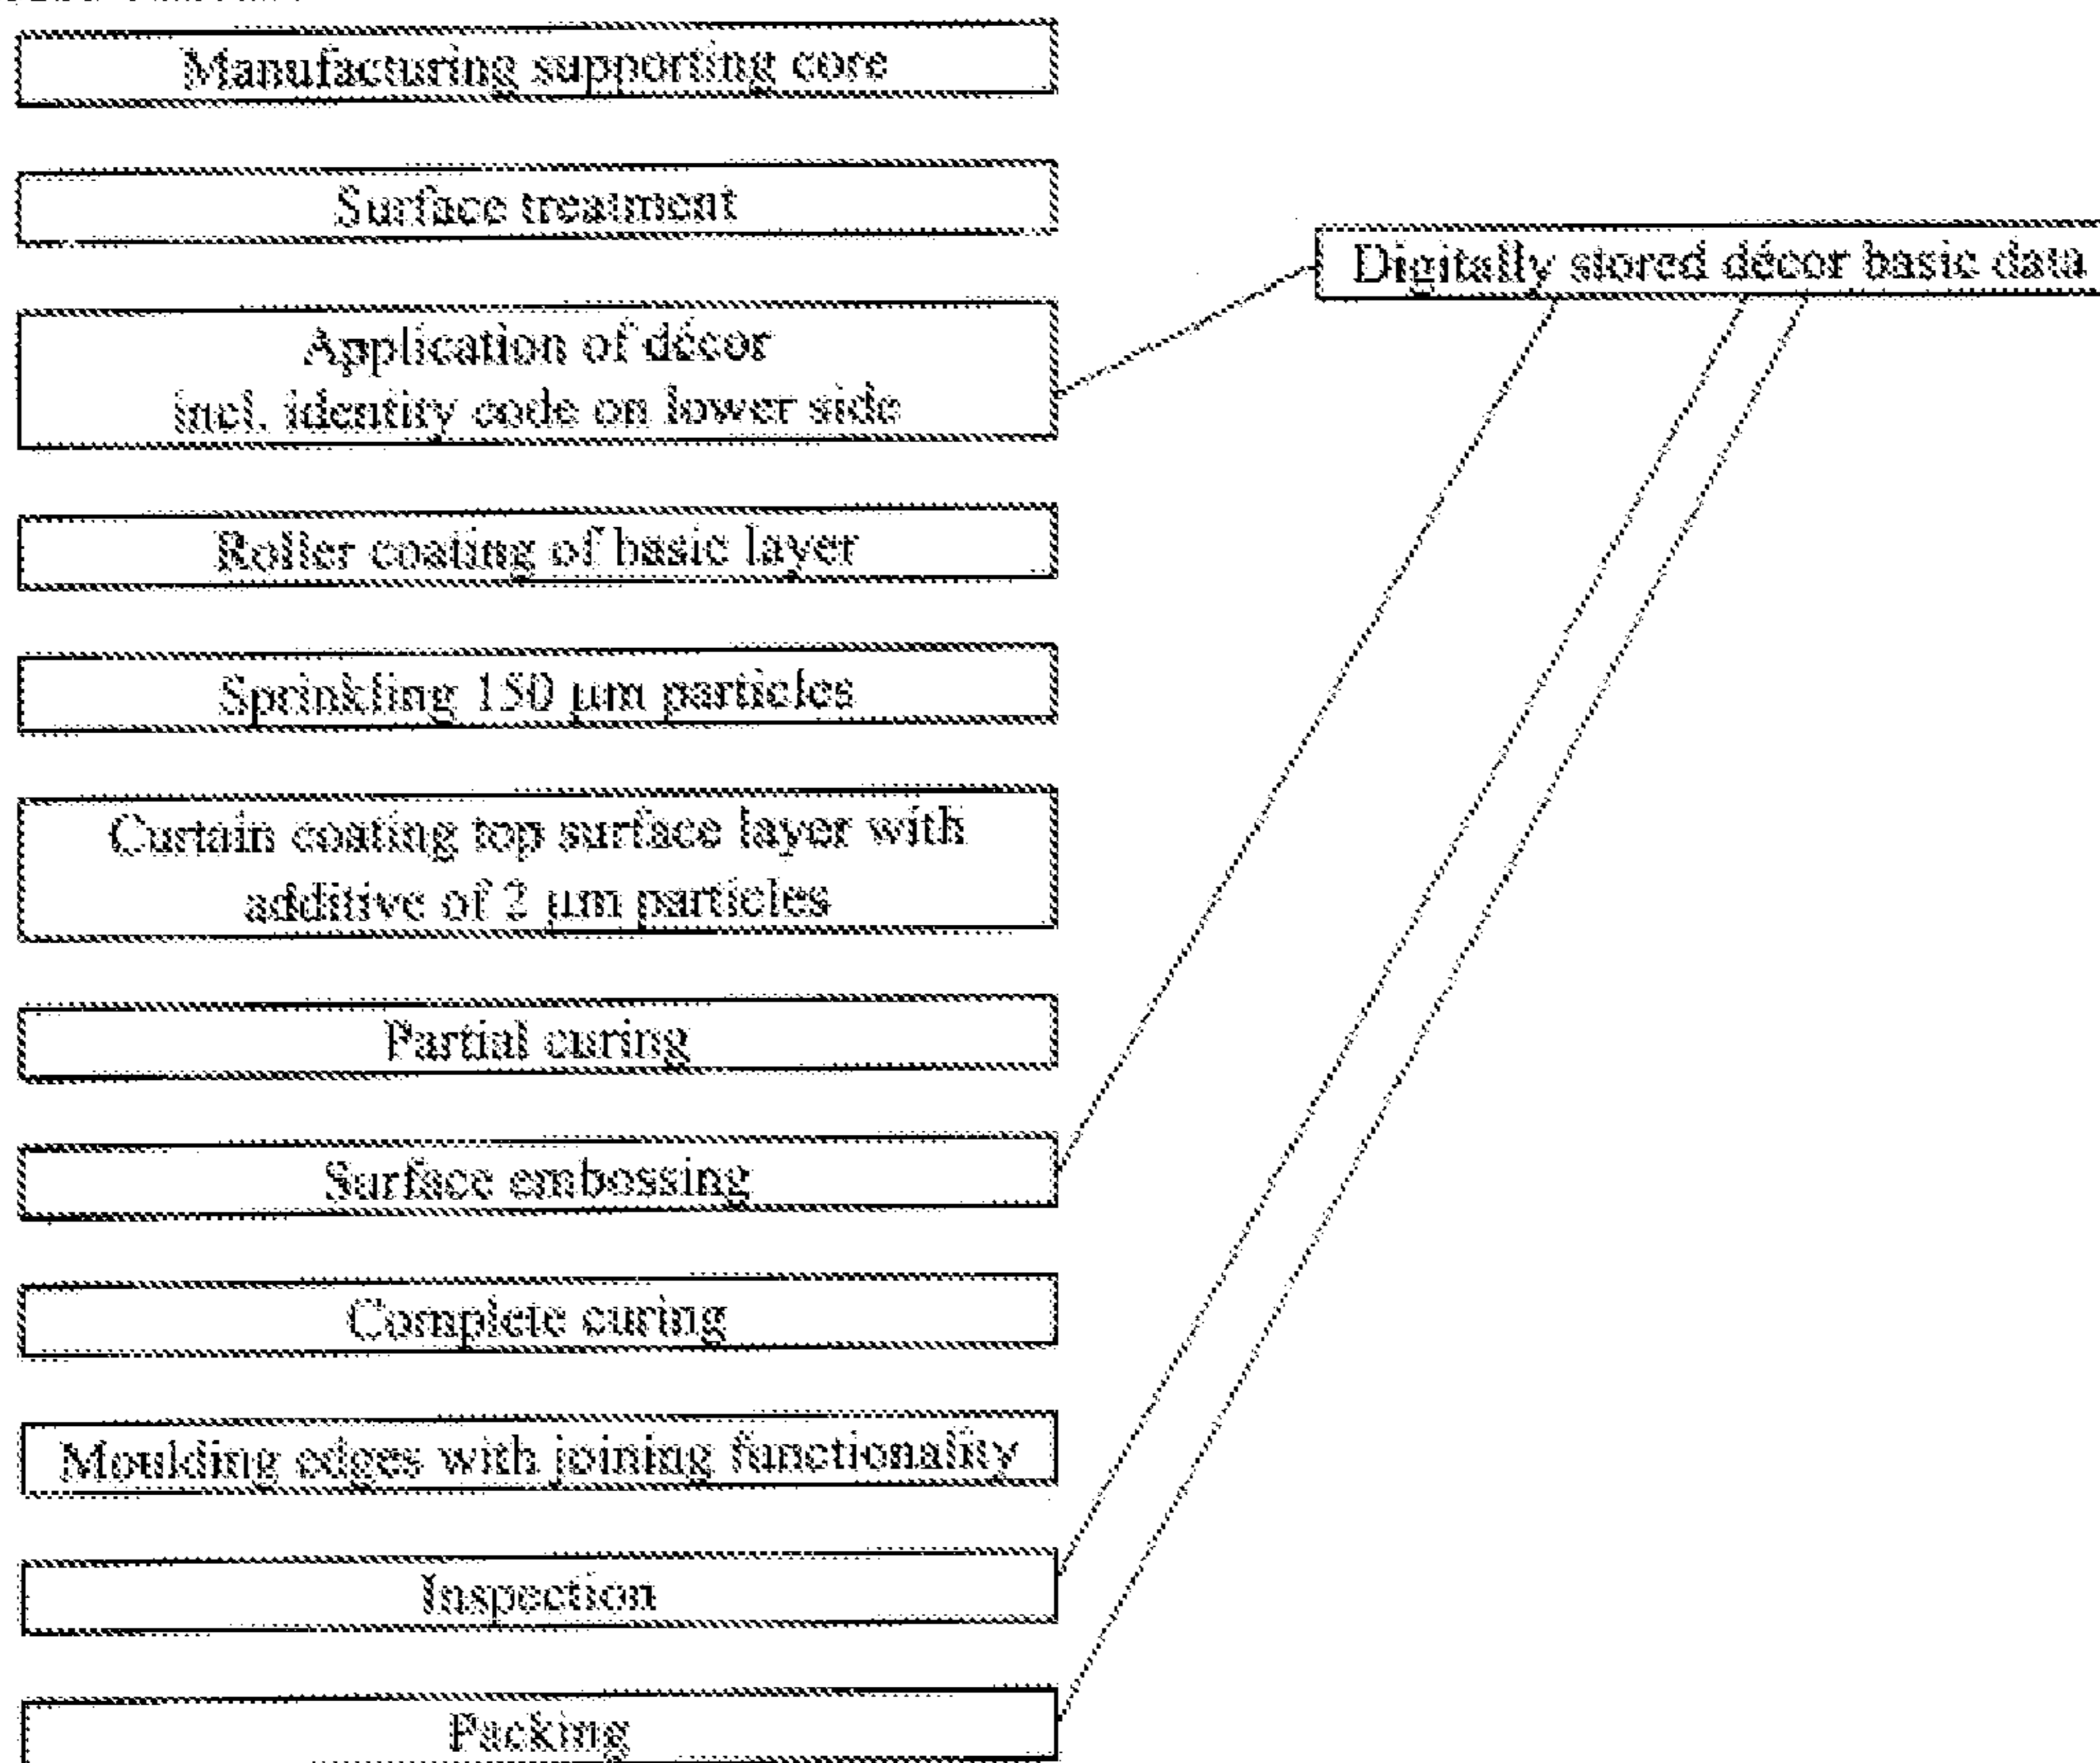 Manufacturing supporting core
Surface treatment
Digitally stored décor basic data
Application of décor
incl. identity code on lower side
Roller coating of basic layer
Sprinkling 150 µm particles
Curtain coating top surface layer with
additive of 2 µm particles
Partial curing
Surface embossing
Complete curing
Moulding edges with joining functionality
Inspection
Packing